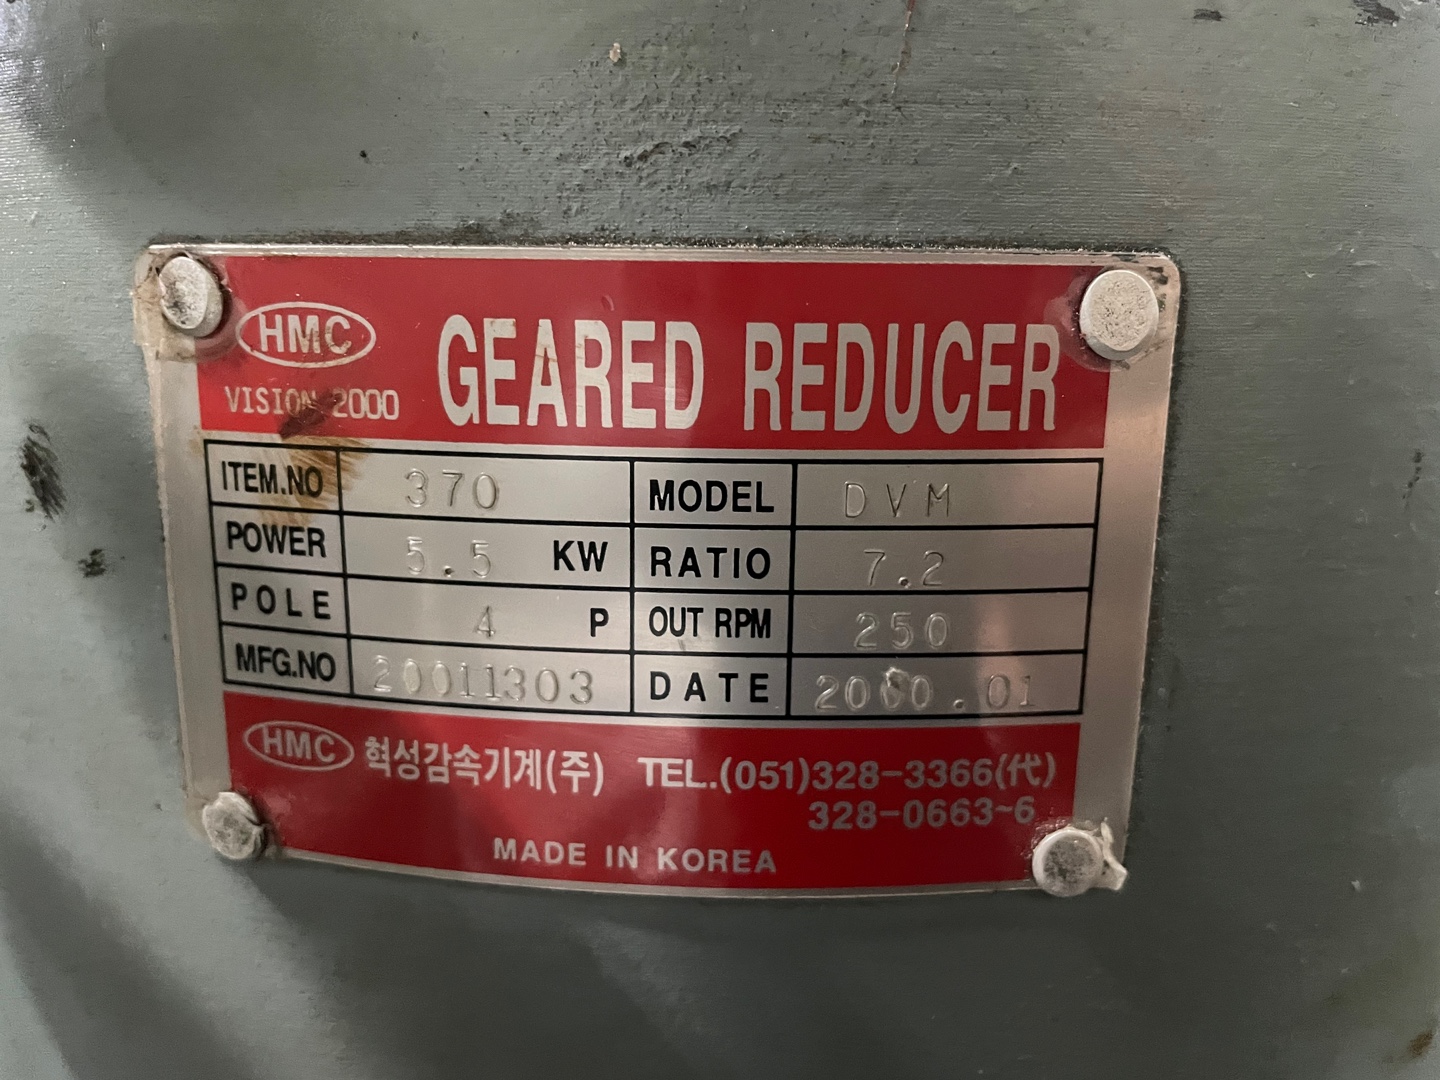 HMC
VISION 2000
GEARED REDUCER
ITEM.NO 370 MODEL DVM
POWER 5.5 KW RATIO 7.2
POLE 4 P OUT RPM 250
MFG.NO 20011303 DATE 2000.01
HMC 혁성감속기계(주) TEL.(051)328-3366(代)
328-0663~6
MADE IN KOREA